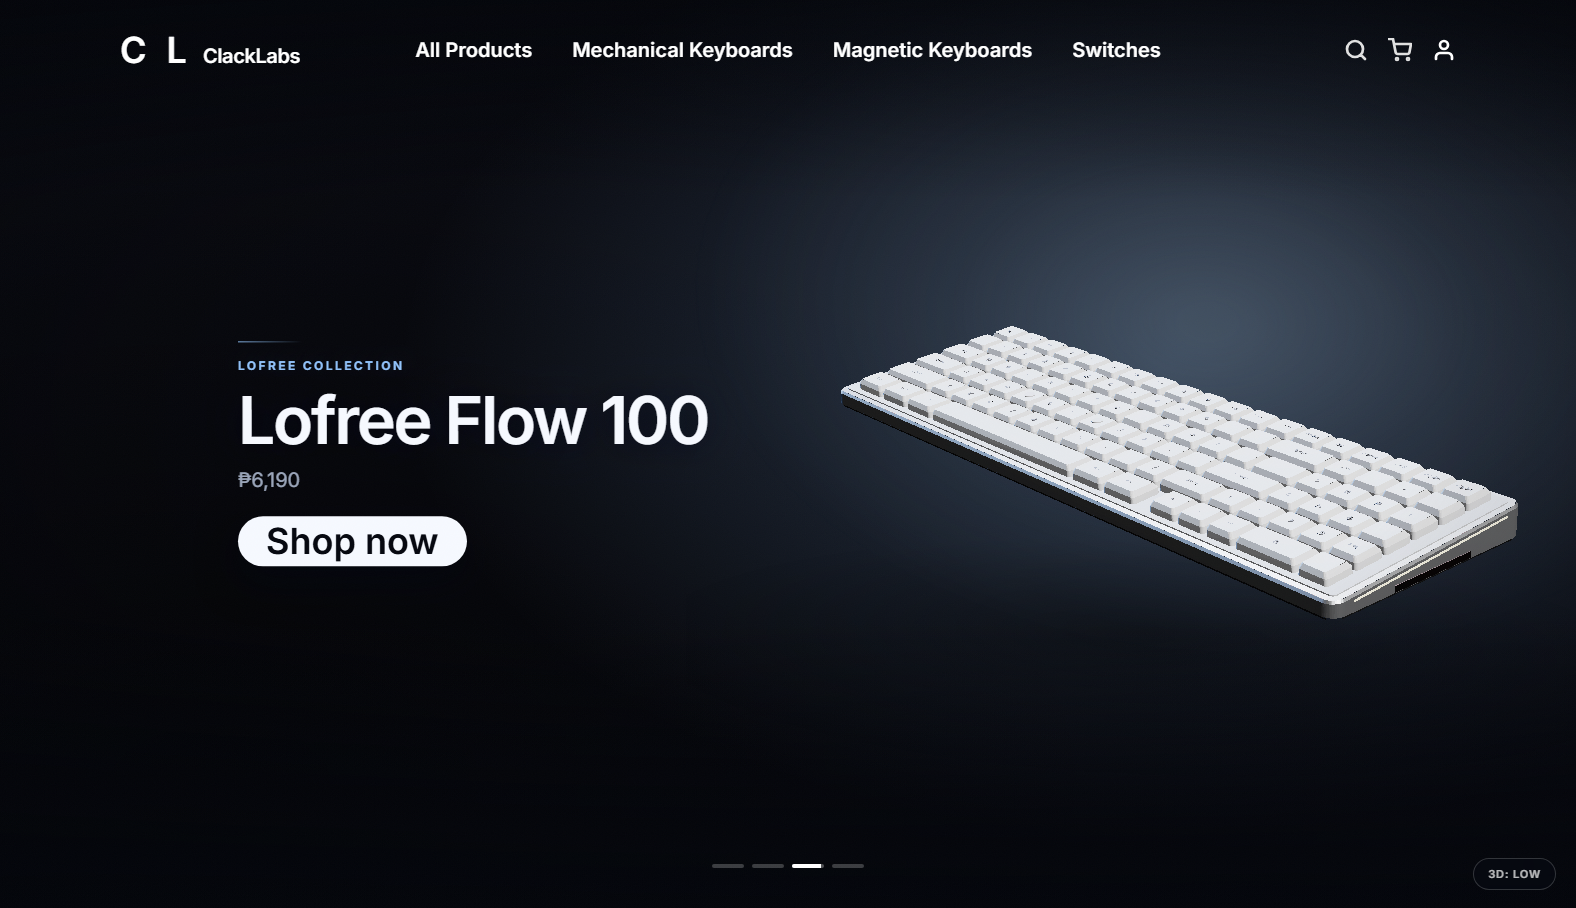 C L ClackLabs
All Products Mechanical Keyboards Magnetic Keyboards Switches
LOFREE COLLECTION
Lofree Flow 100
₱6,190
Shop now
3D: LOW